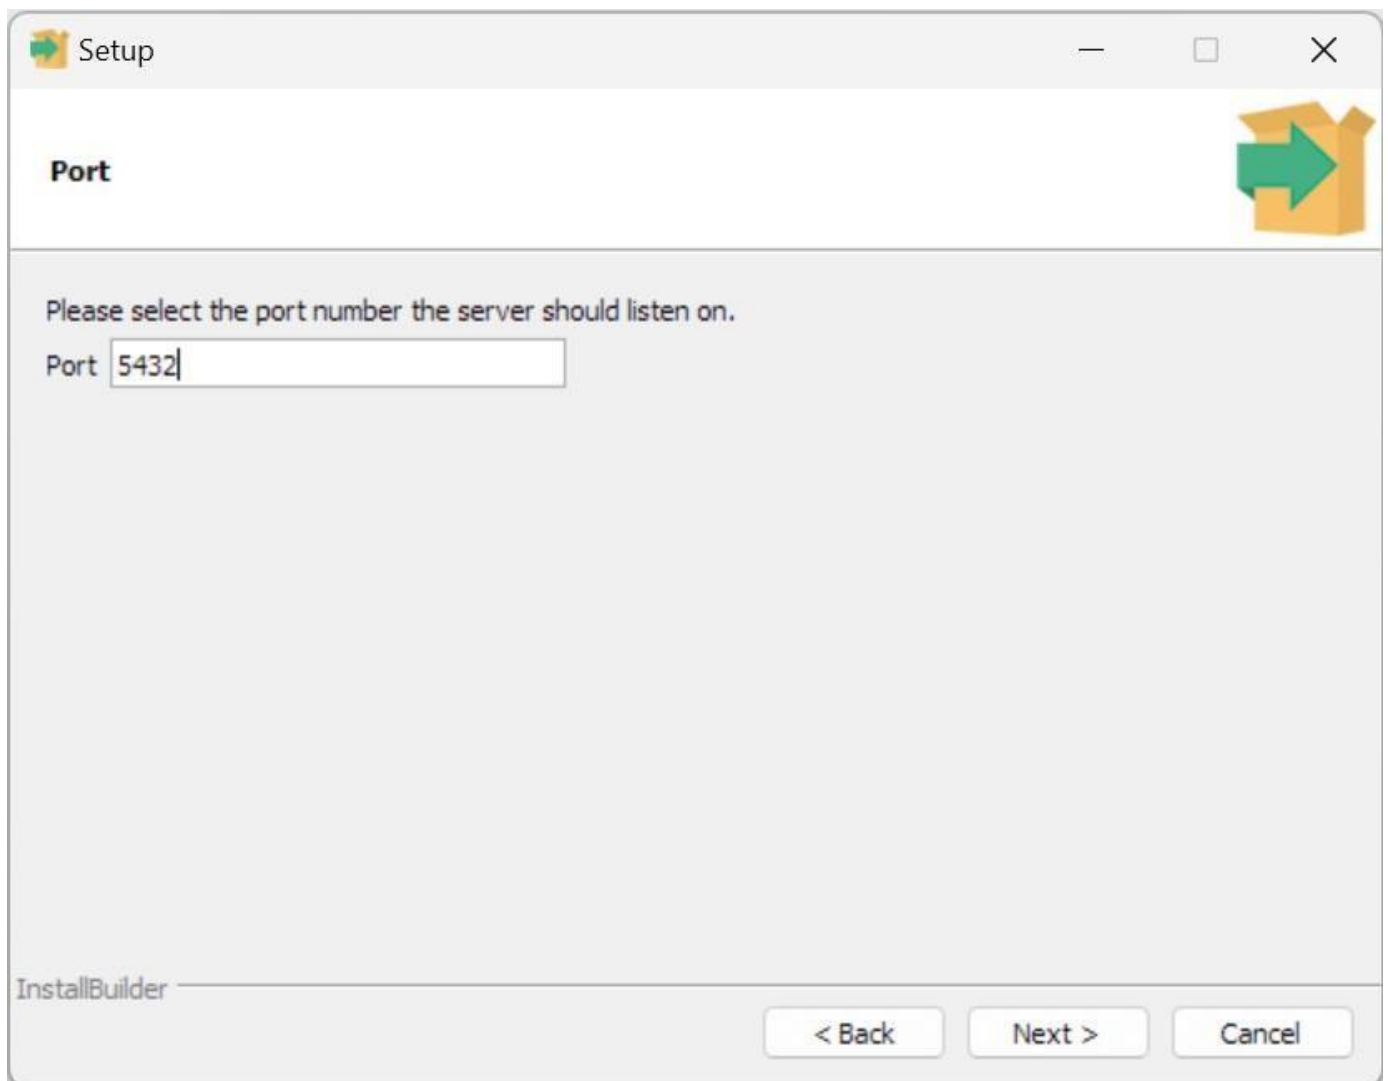 Setup
Port
Please select the port number the server should listen on.
Port 5432
InstallBuilder
< Back Next > Cancel